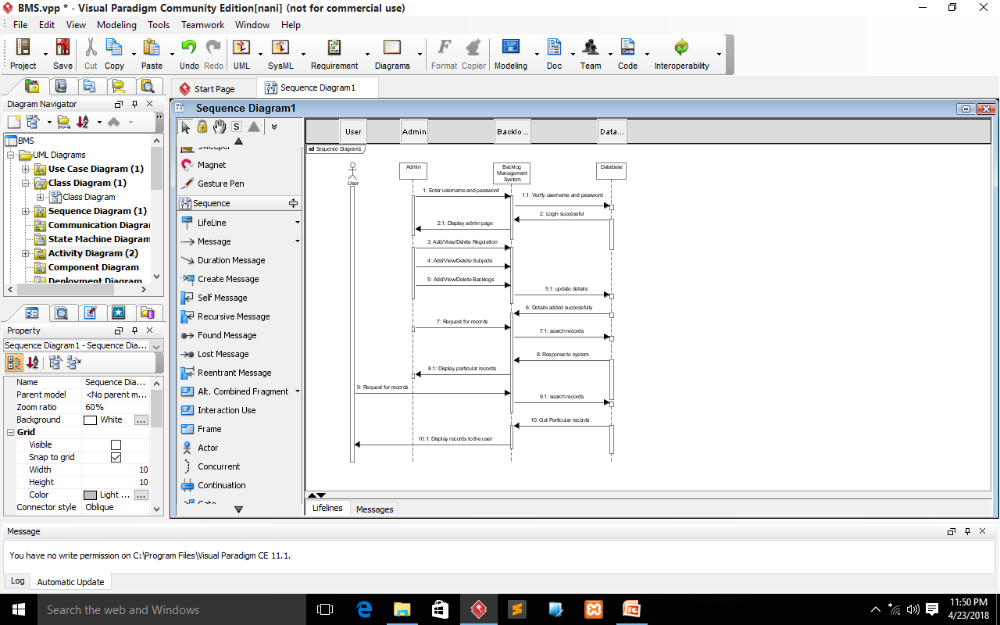 BMS.vpp * - Visual Paradigm Community Edition[nani] (not for commercial use)
File Edit View Modeling Tools Teamwork Window Help
Project Save Cut Copy Paste Undo Redo UML SysML Requirement Diagrams Format Copier Modeling Doc Team Code Interoperability
Start Page Sequence Diagram1
Diagram Navigator
BMS
UML Diagrams
Use Case Diagram (1)
Class Diagram (1)
Class Diagram
Sequence Diagram (1)
Communication Diagram
State Machine Diagram
Activity Diagram (2)
Component Diagram
Deployment Diagram
Property
Sequence Diagram1 - Sequence Dia...
Name Sequence Dia...
Parent model <No parent m...
Zoom ratio 60%
Background White ...
Grid
Visible
Snap to grid
Width 10
Height 10
Color Light ... ...
Connector style Oblique
Sequence Diagram1
S
Sweeper
Magnet
Gesture Pen
Sequence
LifeLine
Message
Duration Message
Create Message
Self Message
Recursive Message
Found Message
Lost Message
Reentrant Message
Alt. Combined Fragment
Interaction Use
Frame
Actor
Concurrent
Continuation
Gate
User Admin Backlo... Data...
sd Sequence Diagram1
User
Admin
Backlog
Management
System
Database
1: Enter username and password
1.1: Verify username and password
2: Login successful
2.1: Display admin page
3: Add/View/Delete Regulation
4: Add/View/Delete Subjects
5: Add/View/Delete Backlogs
5.1: update details
6: Details added successfully
7: Request for records
7.1: search records
8: Response to system
8.1: Display particular records
9: Request for records
9.1: search records
10: Get Particular records
10.1: Display records to the user
Lifelines Messages
Message
You have no write permission on C:\Program Files\Visual Paradigm CE 11.1.
Log Automatic Update
Search the web and Windows
11:50 PM
4/23/2018